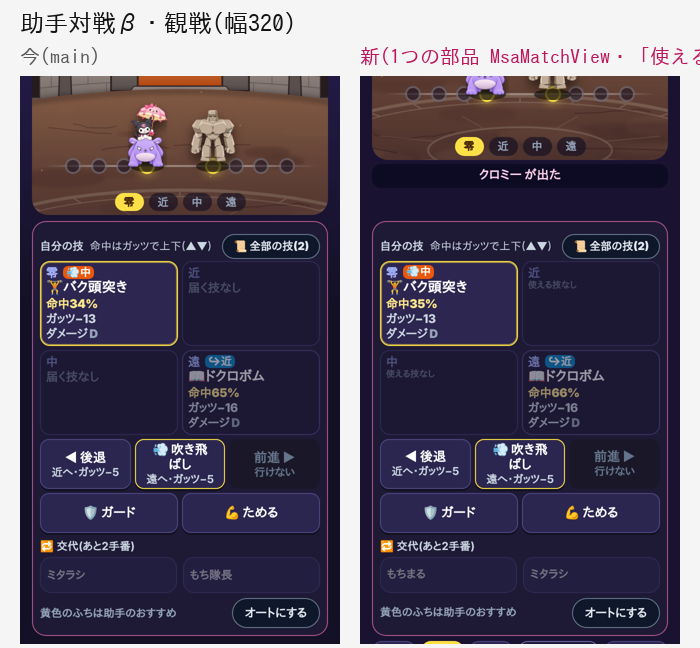 助手対戦β・観戦(幅320)
今(main)
零 近 中 遠
自分の技 命中はガッツで上下(▲▼) 📜全部の技(2)
零 💨中
🏋バク頭突き
命中34%
ガッツ−13
ダメージD
近
届く技なし
中
届く技なし
遠 ↪近
📖ドクロボム
命中65%
ガッツ−16
ダメージD
◀後退
近へ・ガッツ−5
💨吹き飛
ばし
遠へ・ガッツ−5
前進▶
行けない
🛡️ガード
💪ためる
🔁交代(あと2手番)
ミタラシ
もち隊長
黄色のふちは助手のおすすめ
オートにする
新(1つの部品 MsaMatchView・「使える
零 近 中 遠
クロミーが出た
自分の技 命中はガッツで上下(▲▼) 📜全部の技(2)
零 💨中
🏋バク頭突き
命中35%
ガッツ−13
ダメージD
近
使える技なし
中
使える技なし
遠 ↪近
📖ドクロボム
命中66%
ガッツ−16
ダメージD
◀後退
近へ・ガッツ−5
💨吹き飛
ばし
遠へ・ガッツ−5
前進▶
行けない
🛡️ガード
💪ためる
🔁交代(あと2手番)
もちまる
ミタラシ
黄色のふちは助手のおすすめ
オートにする